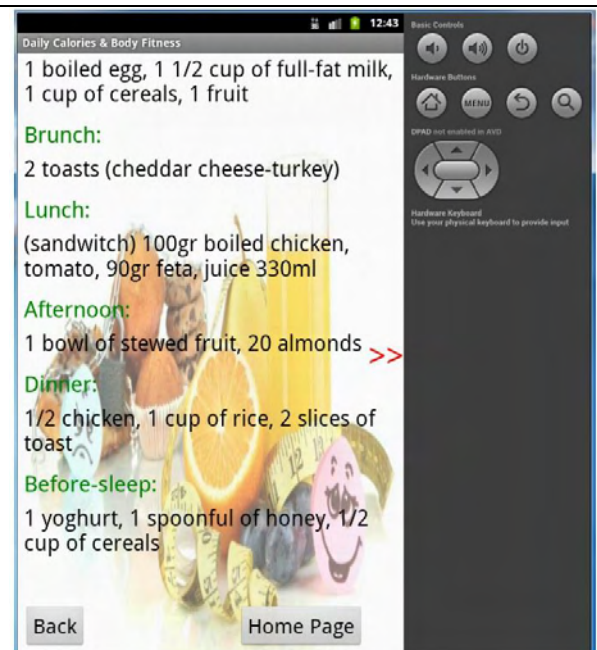 12:43
Daily Calories & Body Fitness
1 boiled egg, 1 1/2 cup of full-fat milk,
1 cup of cereals, 1 fruit
Brunch:
2 toasts (cheddar cheese-turkey)
Lunch:
(sandwitch) 100gr boiled chicken,
tomato, 90gr feta, juice 330ml
Afternoon:
1 bowl of stewed fruit, 20 almonds
>>
Dinner:
1/2 chicken, 1 cup of rice, 2 slices of
toast
Before-sleep:
1 yoghurt, 1 spoonful of honey, 1/2
cup of cereals
Back
Home Page
Basic Controls
Hardware Buttons
MENU
DPAD not enabled in AVD
Hardware Keyboard
Use your physical keyboard to provide input